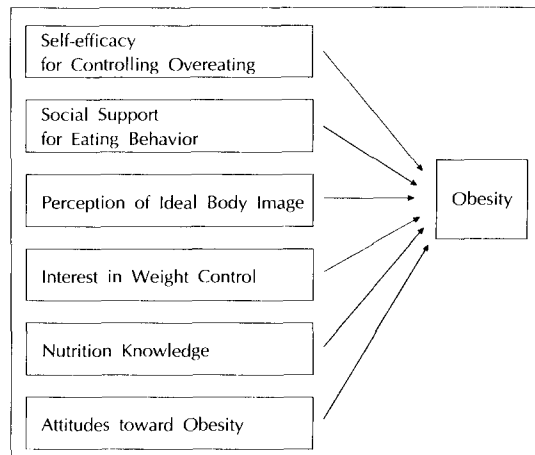 Self-efficacy
for Controlling Overeating
Social Support
for Eating Behavior
Perception of Ideal Body Image
Obesity
Interest in Weight Control
Nutrition Knowledge
Attitudes toward Obesity